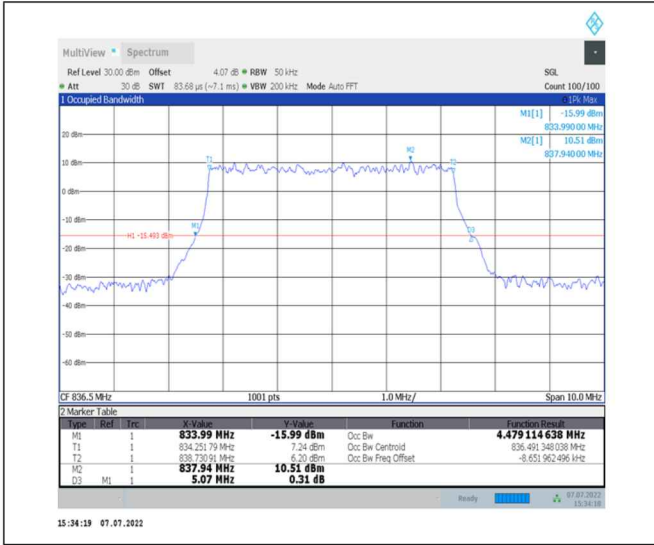 MultiView Spectrum
Ref Level 30.00 dBm Offset 4.07 dB RBW 50 kHz SGL
Att 30 dB SWT 83.68 µs (~7.1 ms) VBW 200 kHz Mode Auto FFT Count 100/100
1 Occupied Bandwidth 1Pk Max
M1[1] -15.99 dBm
833.990 00 MHz
M2[1] 10.51 dBm
837.940 00 MHz
20 dBm
M2
T1 T2
10 dBm
0 dBm
-10 dBm
M1 D3
H1 -15.493 dBm
-20 dBm
-30 dBm
-40 dBm
-50 dBm
-60 dBm
CF 836.5 MHz 1001 pts 1.0 MHz/ Span 10.0 MHz
2 Marker Table
Type Ref Trc X-Value Y-Value Function Function Result
M1 1 833.99 MHz -15.99 dBm Occ Bw 4.479 114 638 MHz
T1 1 834.251 79 MHz 7.24 dBm Occ Bw Centroid 836.491 348 038 MHz
T2 1 838.730 91 MHz 6.20 dBm Occ Bw Freq Offset -8.651 962 496 kHz
M2 1 837.94 MHz 10.51 dBm
D3 M1 1 5.07 MHz 0.31 dB
Ready 07.07.2022
15:34:18
15:34:19 07.07.2022